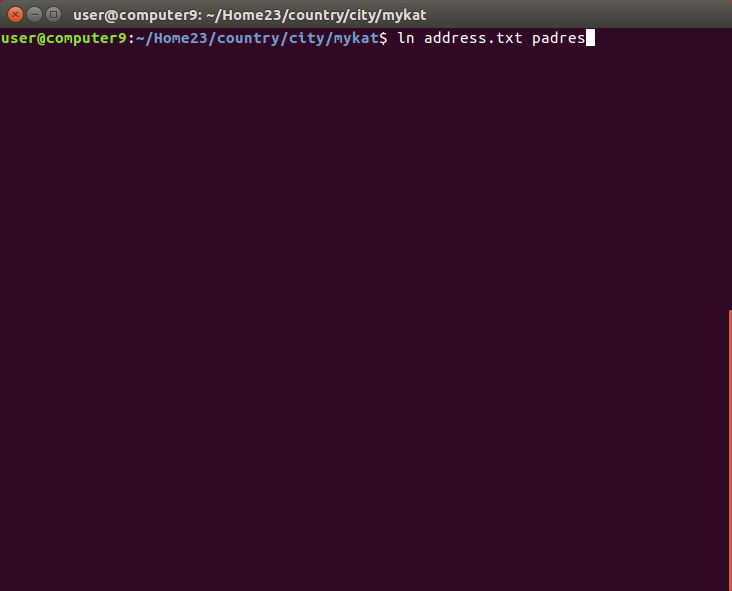 user@computer9: ~/Home23/country/city/mykat
user@computer9:~/Home23/country/city/mykat$ ln address.txt padres